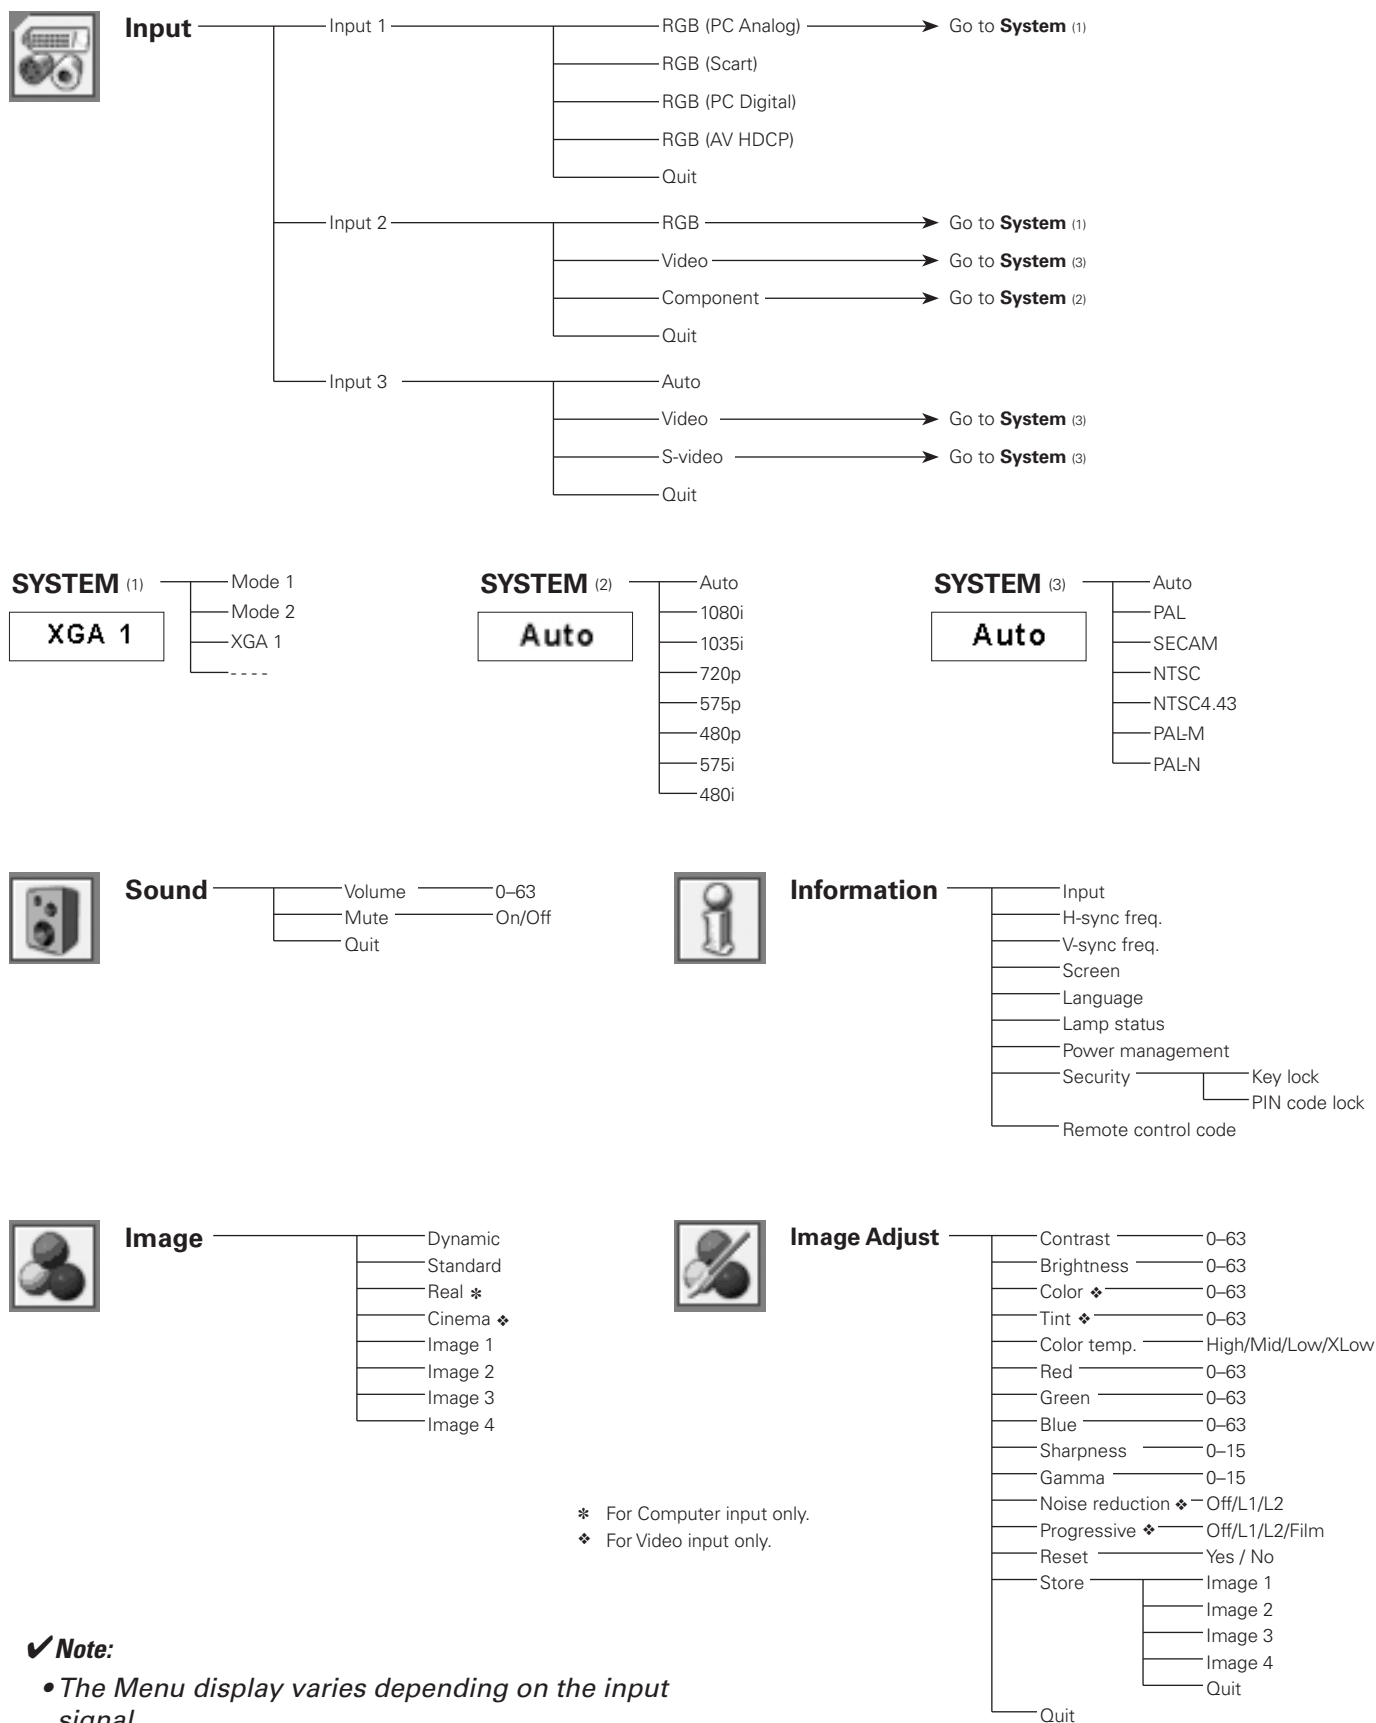 Input
Input 1
RGB (PC Analog)
Go to System (1)
RGB (Scart)
RGB (PC Digital)
RGB (AV HDCP)
Quit
Input 2
RGB
Go to System (1)
Video
Go to System (3)
Component
Go to System (2)
Quit
Input 3
Auto
Video
Go to System (3)
S-video
Go to System (3)
Quit
SYSTEM (1)
XGA 1
Mode 1
Mode 2
XGA 1
- - - -
SYSTEM (2)
Auto
Auto
1080i
1035i
720p
575p
480p
575i
480i
SYSTEM (3)
Auto
Auto
PAL
SECAM
NTSC
NTSC4.43
PAL-M
PAL-N
Sound
Volume
0–63
Mute
On/Off
Quit
Information
Input
H-sync freq.
V-sync freq.
Screen
Language
Lamp status
Power management
Security
Key lock
PIN code lock
Remote control code
Image
Dynamic
Standard
Real ✻
Cinema ❖
Image 1
Image 2
Image 3
Image 4
Image Adjust
Contrast
0–63
Brightness
0–63
Color ❖
0–63
Tint ❖
0–63
Color temp.
High/Mid/Low/XLow
Red
0–63
Green
0–63
Blue
0–63
Sharpness
0–15
Gamma
0–15
Noise reduction ❖
Off/L1/L2
Progressive ❖
Off/L1/L2/Film
Reset
Yes / No
Store
Image 1
Image 2
Image 3
Image 4
Quit
Quit
✻ For Computer input only.
❖ For Video input only.
✔Note:
• The Menu display varies depending on the input
signal